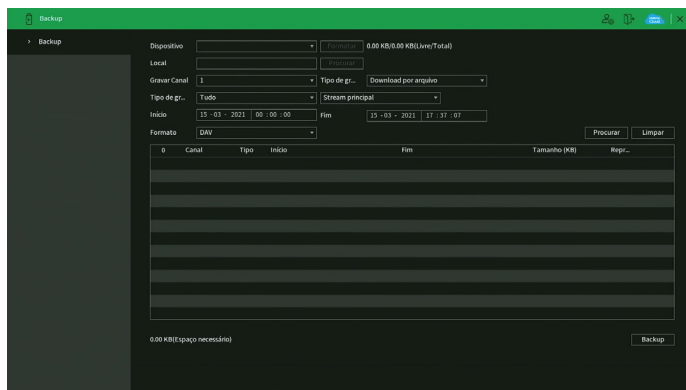 Backup
Backup
Dispositivo Formatar 0.00 KB/0.00 KB(Livre/Total)
Local Procurar
Gravar Canal 1 Tipo de gr... Download por arquivo
Tipo de gr... Tudo Stream principal
Início 15 - 03 - 2021 00 : 00 : 00 Fim 15 - 03 - 2021 17 : 37 : 07
Formato DAV Procurar Limpar
0 Canal Tipo Início Fim Tamanho (KB) Repr...
0.00 KB(Espaço necessário) Backup